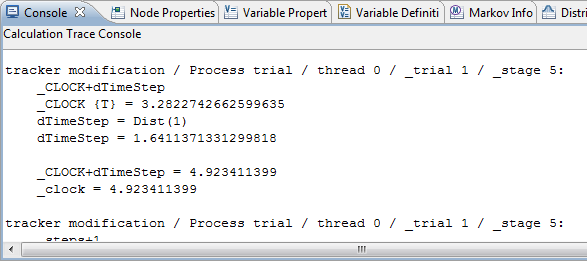 Console Node Properties Variable Propert Variable Definiti Markov Info Distri
Calculation Trace Console
tracker modification / Process trial / thread 0 / _trial 1 / _stage 5:
_CLOCK+dTimeStep
_CLOCK {T} = 3.2822742662599635
dTimeStep = Dist(1)
dTimeStep = 1.6411371331299818
_CLOCK+dTimeStep = 4.923411399
_clock = 4.923411399
tracker modification / Process trial / thread 0 / _trial 1 / _stage 5:
_steps+1